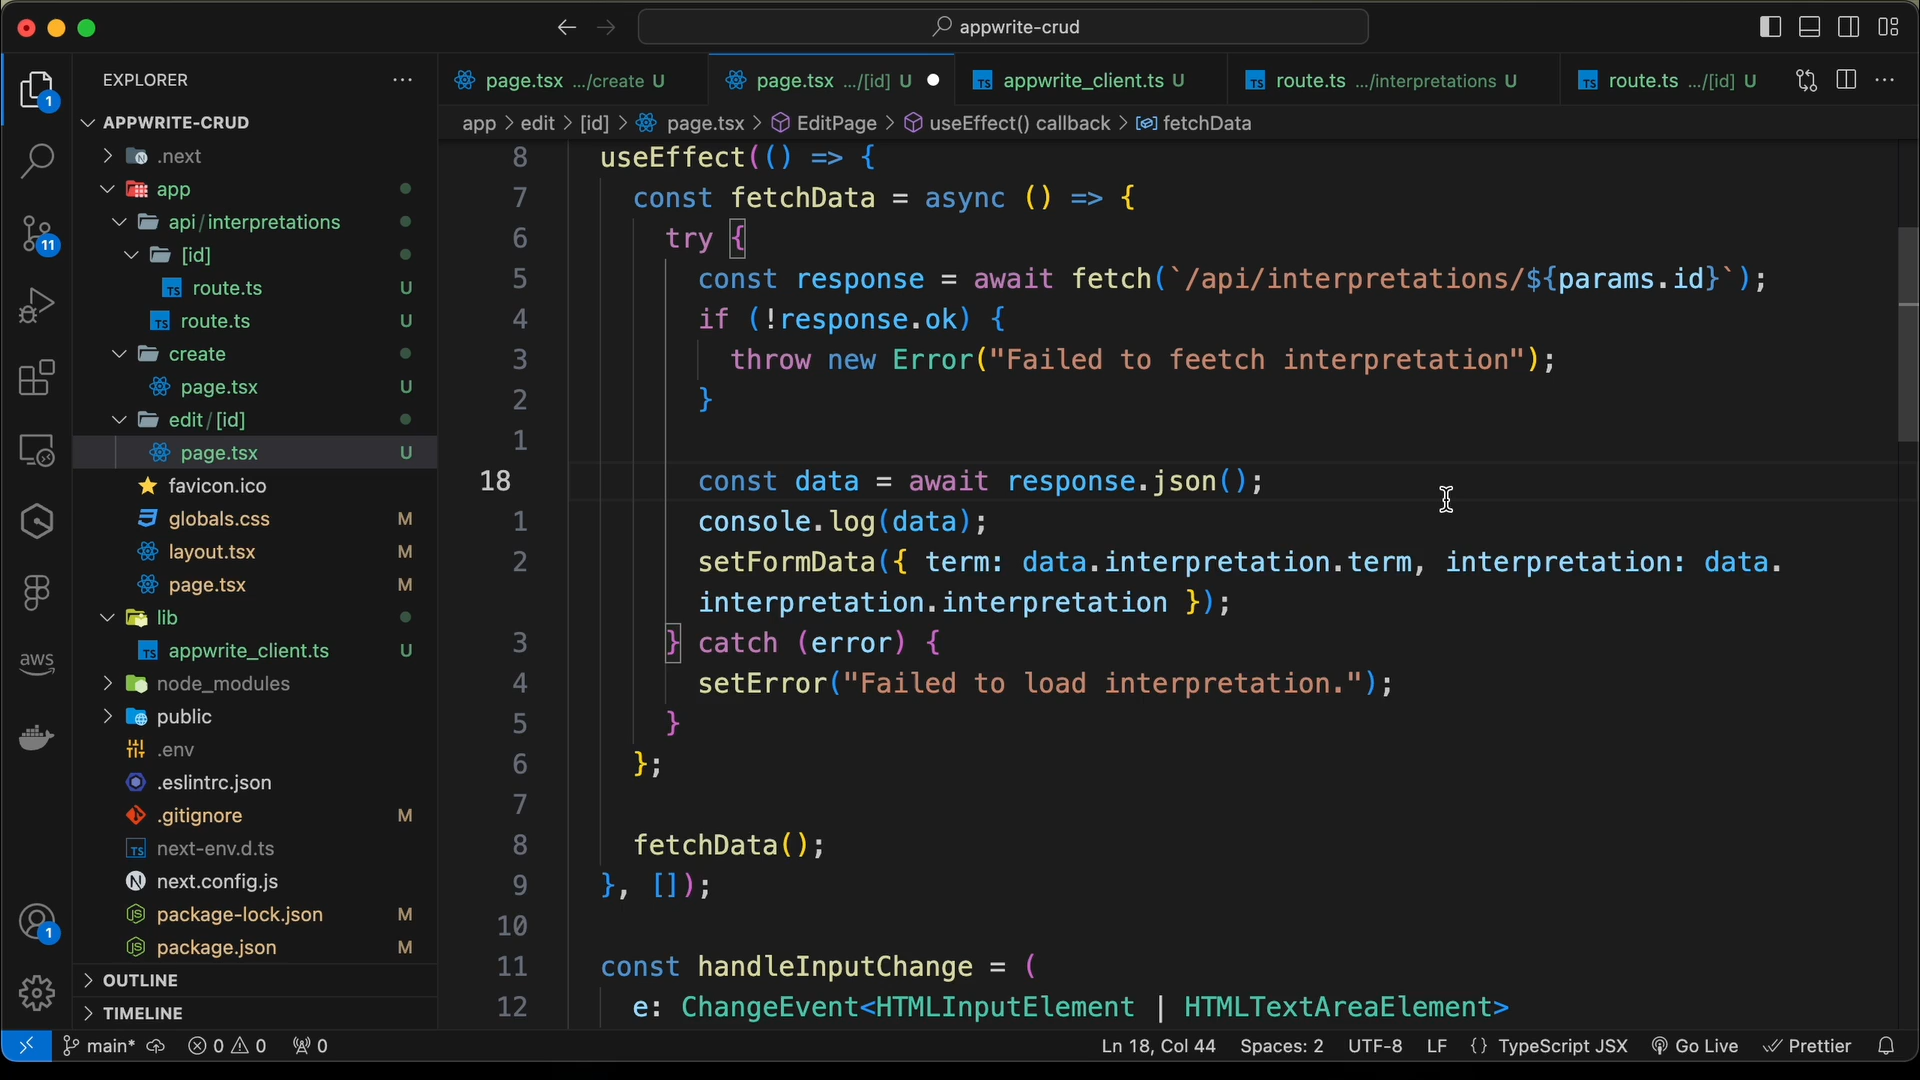 appwrite-crud
EXPLORER
page.tsx .../create U
page.tsx .../[id] U
appwrite_client.ts U
route.ts .../interpretations U
route.ts .../[id] U
app > edit > [id] > page.tsx > EditPage > useEffect() callback > fetchData
APPWRITE-CRUD
.next
app
api/interpretations
[id]
route.ts U
route.ts U
create
page.tsx U
edit/[id]
page.tsx U
favicon.ico
globals.css M
layout.tsx M
page.tsx M
lib
appwrite_client.ts U
node_modules
public
.env
.eslintrc.json
.gitignore M
next-env.d.ts
next.config.js
package-lock.json M
package.json M
OUTLINE
TIMELINE
1
11
aws
1
8 useEffect(() => {
7 const fetchData = async () => {
6 try {
5 const response = await fetch(`/api/interpretations/${params.id}`);
4 if (!response.ok) {
3 throw new Error("Failed to feetch interpretation");
2 }
1
18 const data = await response.json();
1 console.log(data);
2 setFormData({ term: data.interpretation.term, interpretation: data.
interpretation.interpretation });
3 } catch (error) {
4 setError("Failed to load interpretation.");
5 }
6 };
7
8 fetchData();
9 }, []);
10
11 const handleInputChange = (
12 e: ChangeEvent<HTMLInputElement | HTMLTextAreaElement>
main* 0 0 0 Ln 18, Col 44 Spaces: 2 UTF-8 LF {} TypeScript JSX Go Live Prettier